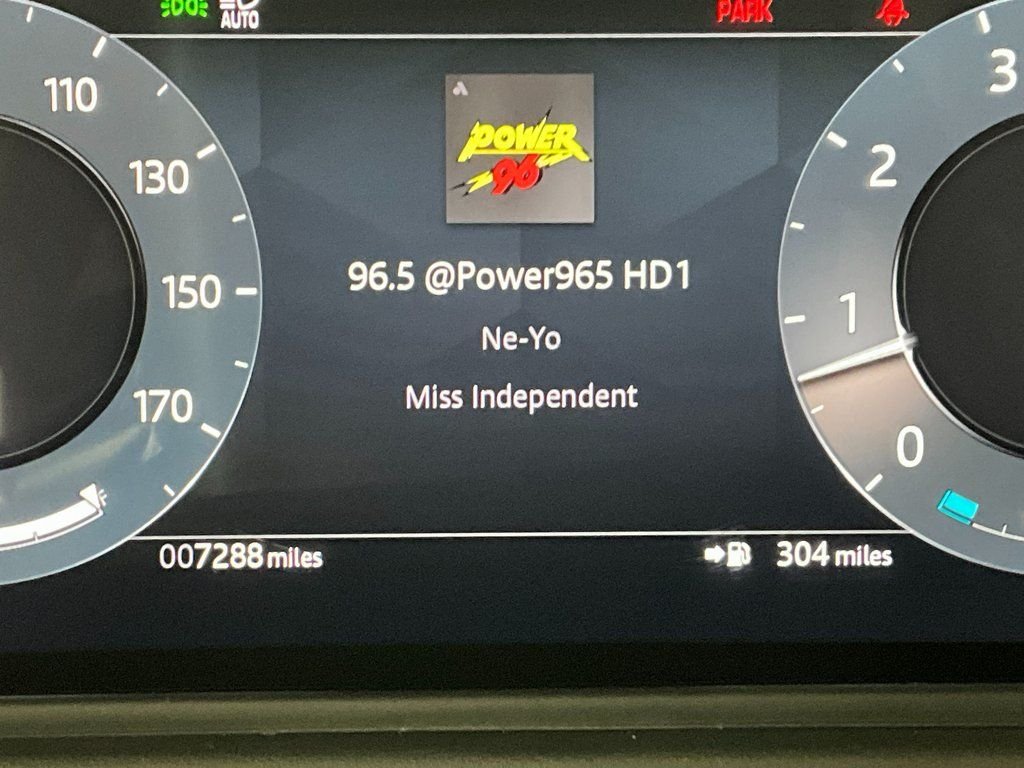 AUTO
PARK
110
130
150
170
POWER
96
96.5 @Power965 HD1
Ne-Yo
Miss Independent
3
2
1
0
007288 miles
304 miles